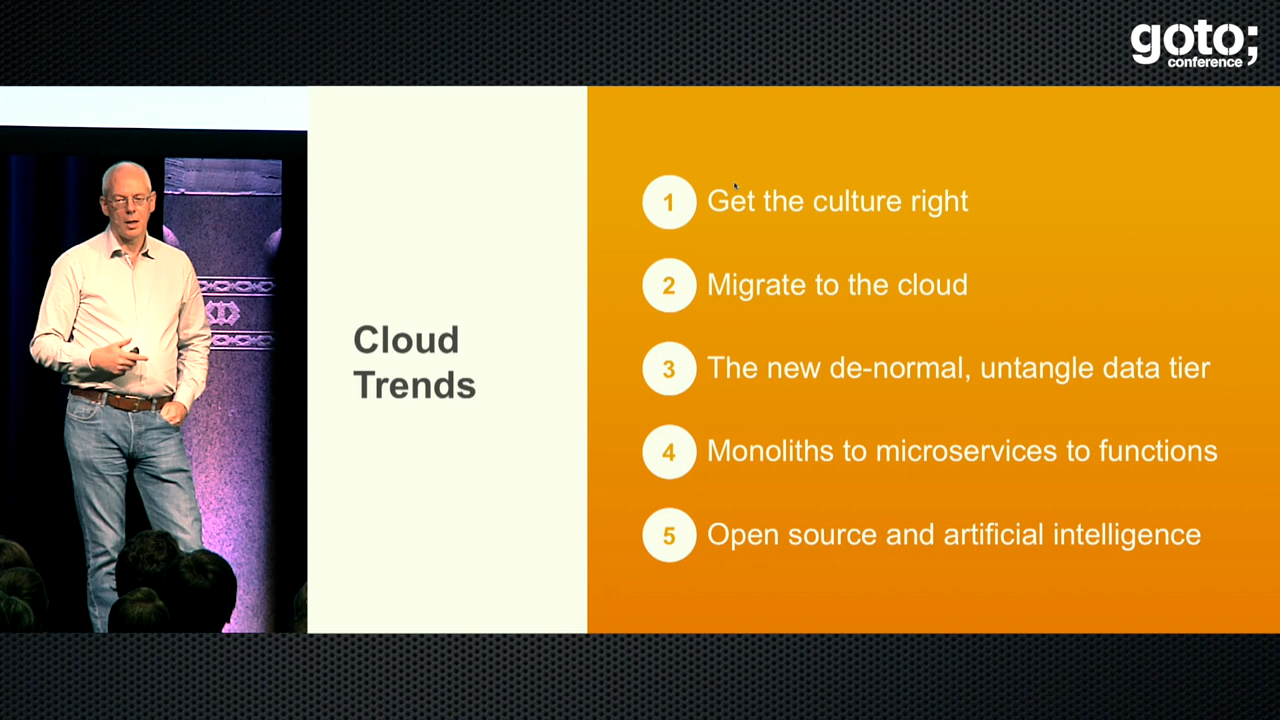 goto;
conference
Cloud
Trends
1 Get the culture right
2 Migrate to the cloud
3 The new de-normal, untangle data tier
4 Monoliths to microservices to functions
5 Open source and artificial intelligence